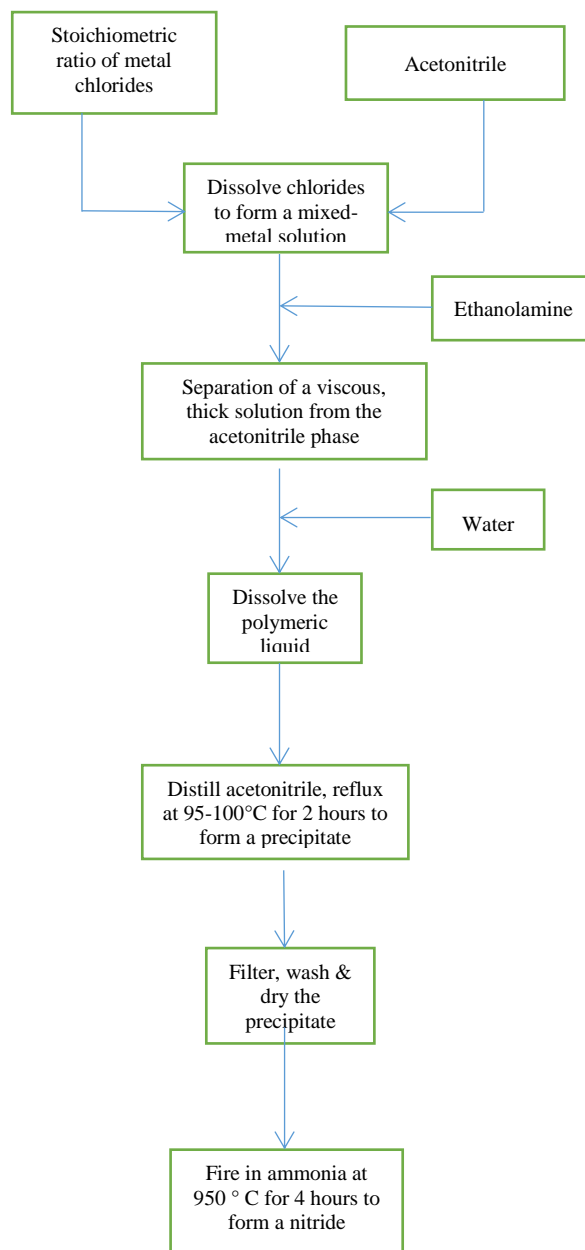 Stoichiometric
ratio of metal
chlorides
Acetonitrile
Dissolve chlorides
to form a mixed-
metal solution
Ethanolamine
Separation of a viscous,
thick solution from the
acetonitrile phase
Water
Dissolve the
polymeric
liquid
Distill acetonitrile, reflux
at 95-100°C for 2 hours to
form a precipitate
Filter, wash &
dry the
precipitate
Fire in ammonia at
950 ° C for 4 hours to
form a nitride